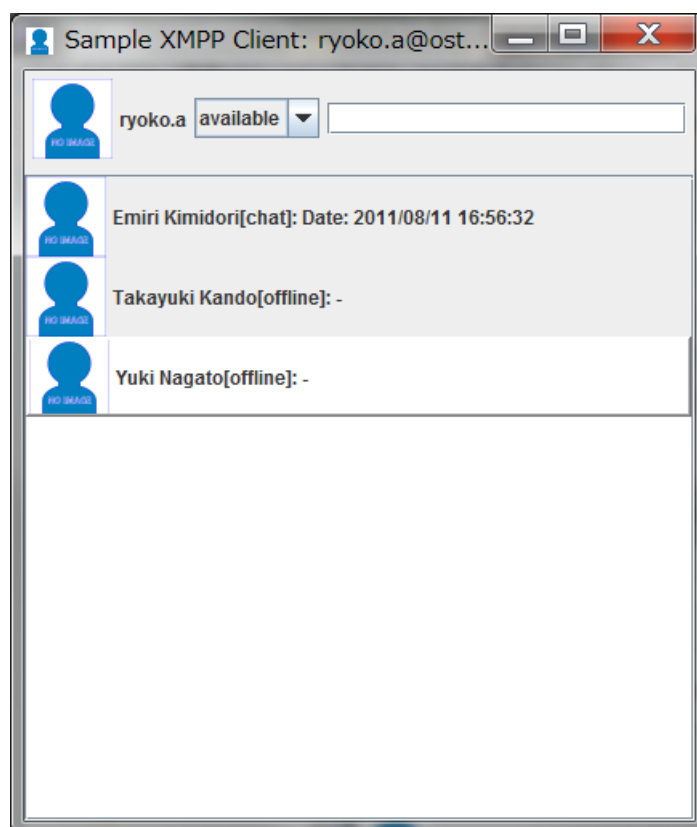 Sample XMPP Client: ryoko.a@ost...
NO IMAGE
ryoko.a available
NO IMAGE
Emiri Kimidori[chat]: Date: 2011/08/11 16:56:32
NO IMAGE
Takayuki Kando[offline]: -
NO IMAGE
Yuki Nagato[offline]: -